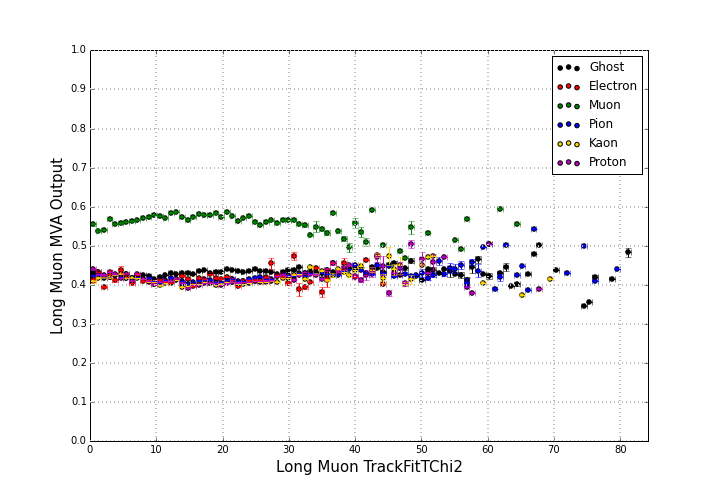 1.0
0.9
0.8
0.7
0.6
0.5
0.4
0.3
0.2
0.1
0.0
Long Muon MVA Output
Ghost
Electron
Muon
Pion
Kaon
Proton
0 10 20 30 40 50 60 70 80
Long Muon TrackFitTChi2